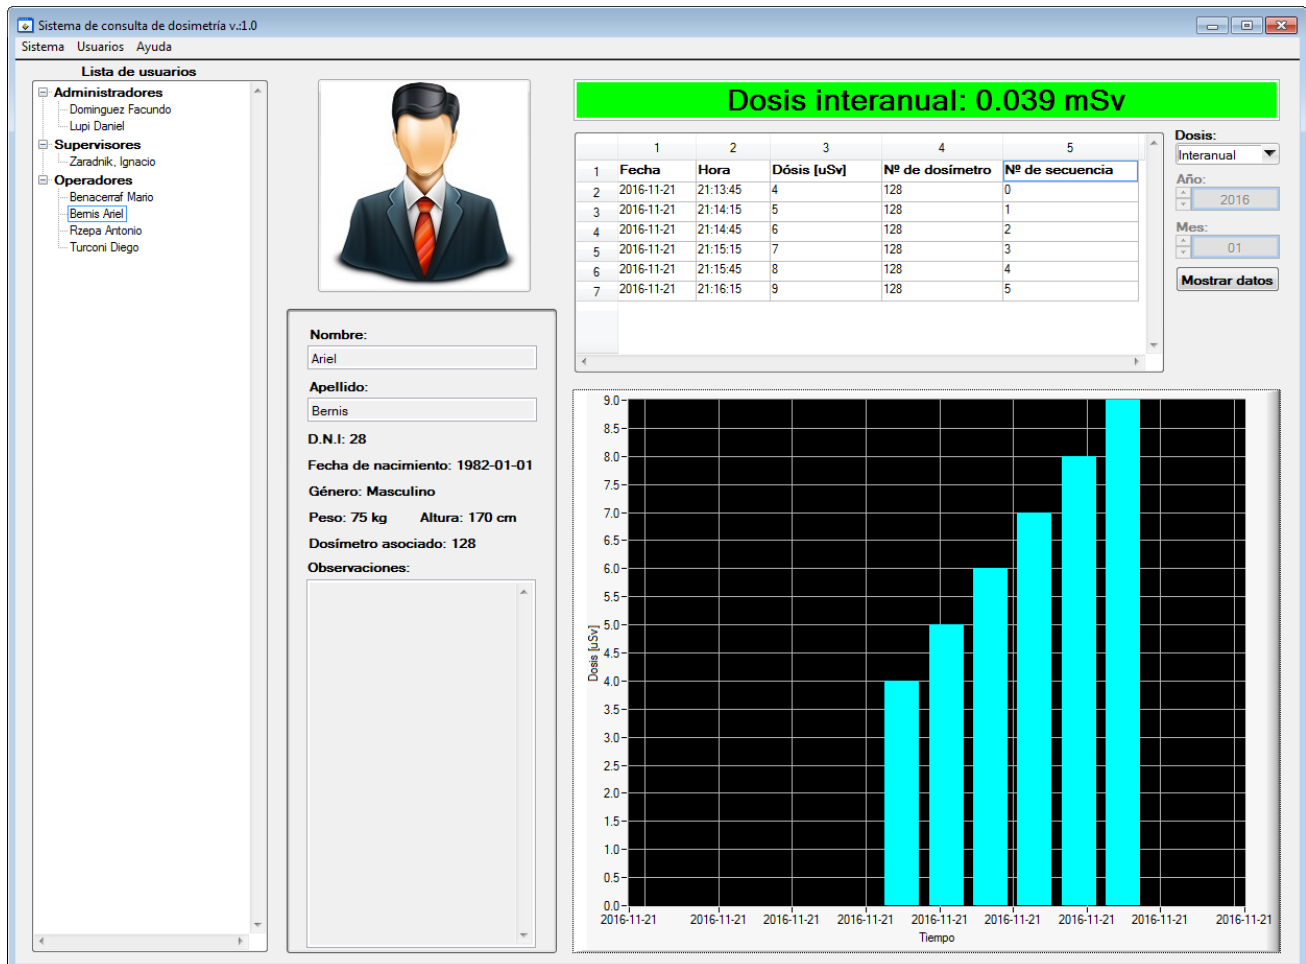 Sistema de consulta de dosimetría v.:1.0
Sistema Usuarios Ayuda
Lista de usuarios
Administradores
Dominguez Facundo
Lupi Daniel
Supervisores
Zaradnik, Ignacio
Operadores
Benacerraf Mario
Bernis Ariel
Rzepa Antonio
Turconi Diego
Nombre:
Ariel
Apellido:
Bernis
D.N.I: 28
Fecha de nacimiento: 1982-01-01
Género: Masculino
Peso: 75 kg Altura: 170 cm
Dosímetro asociado: 128
Observaciones:
Dosis interanual: 0.039 mSv
1 2 3 4 5
1 Fecha Hora Dósis [uSv] Nº de dosímetro Nº de secuencia
2 2016-11-21 21:13:45 4 128 0
3 2016-11-21 21:14:15 5 128 1
4 2016-11-21 21:14:45 6 128 2
5 2016-11-21 21:15:15 7 128 3
6 2016-11-21 21:15:45 8 128 4
7 2016-11-21 21:16:15 9 128 5
Dosis:
Interanual
Año:
2016
Mes:
01
Mostrar datos
9.0
8.5
8.0
7.5
7.0
6.5
6.0
5.5
5.0
4.5
4.0
3.5
3.0
2.5
2.0
1.5
1.0
0.5
0.0
Dosis [uSv]
2016-11-21 2016-11-21 2016-11-21 2016-11-21 2016-11-21 2016-11-21 2016-11-21 2016-11-21 2016-11-21
Tiempo